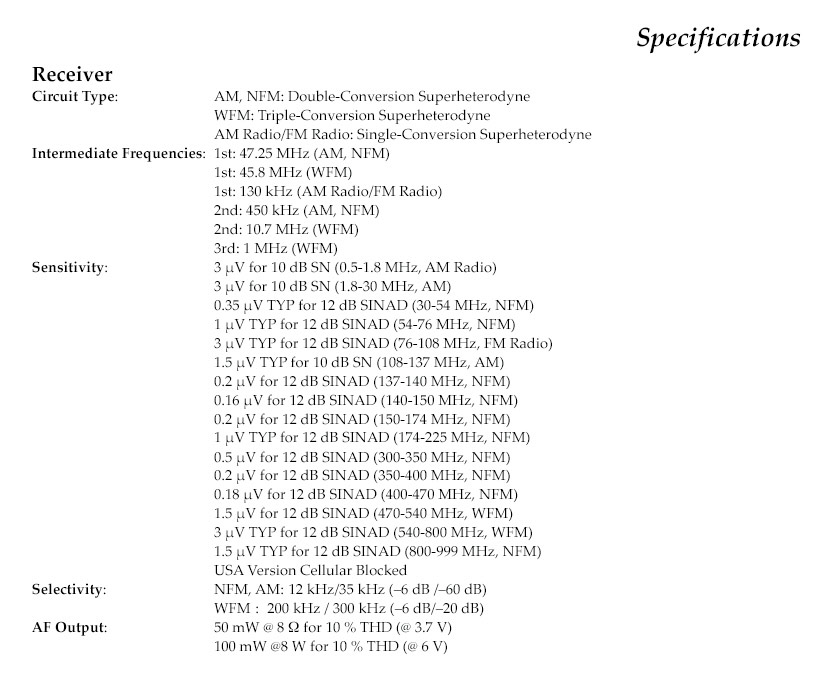 Specifications
Receiver
Circuit Type: AM, NFM: Double-Conversion Superheterodyne
WFM: Triple-Conversion Superheterodyne
AM Radio/FM Radio: Single-Conversion Superheterodyne
Intermediate Frequencies: 1st: 47.25 MHz (AM, NFM)
1st: 45.8 MHz (WFM)
1st: 130 kHz (AM Radio/FM Radio)
2nd: 450 kHz (AM, NFM)
2nd: 10.7 MHz (WFM)
3rd: 1 MHz (WFM)
Sensitivity: 3 µV for 10 dB SN (0.5-1.8 MHz, AM Radio)
3 µV for 10 dB SN (1.8-30 MHz, AM)
0.35 µV TYP for 12 dB SINAD (30-54 MHz, NFM)
1 µV TYP for 12 dB SINAD (54-76 MHz, NFM)
3 µV TYP for 12 dB SINAD (76-108 MHz, FM Radio)
1.5 µV TYP for 10 dB SN (108-137 MHz, AM)
0.2 µV for 12 dB SINAD (137-140 MHz, NFM)
0.16 µV for 12 dB SINAD (140-150 MHz, NFM)
0.2 µV for 12 dB SINAD (150-174 MHz, NFM)
1 µV TYP for 12 dB SINAD (174-225 MHz, NFM)
0.5 µV for 12 dB SINAD (300-350 MHz, NFM)
0.2 µV for 12 dB SINAD (350-400 MHz, NFM)
0.18 µV for 12 dB SINAD (400-470 MHz, NFM)
1.5 µV for 12 dB SINAD (470-540 MHz, WFM)
3 µV TYP for 12 dB SINAD (540-800 MHz, WFM)
1.5 µV TYP for 12 dB SINAD (800-999 MHz, NFM)
USA Version Cellular Blocked
Selectivity: NFM, AM: 12 kHz/35 kHz (–6 dB /–60 dB)
WFM : 200 kHz / 300 kHz (–6 dB/–20 dB)
AF Output: 50 mW @ 8 Ω for 10 % THD (@ 3.7 V)
100 mW @8 W for 10 % THD (@ 6 V)